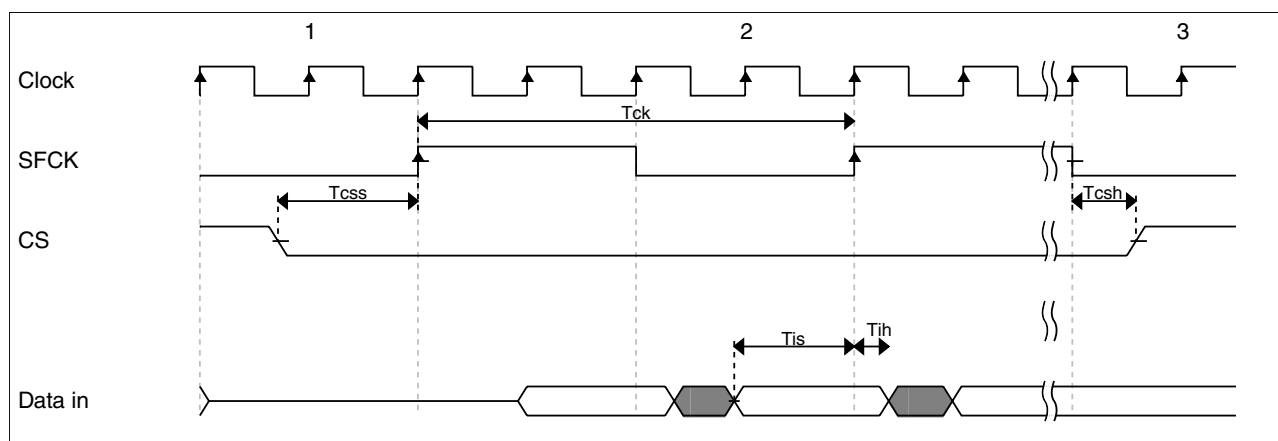 1 2 3
Clock
Tck
SFCK
Tcss Tcsh
CS
Tis Tih
Data in